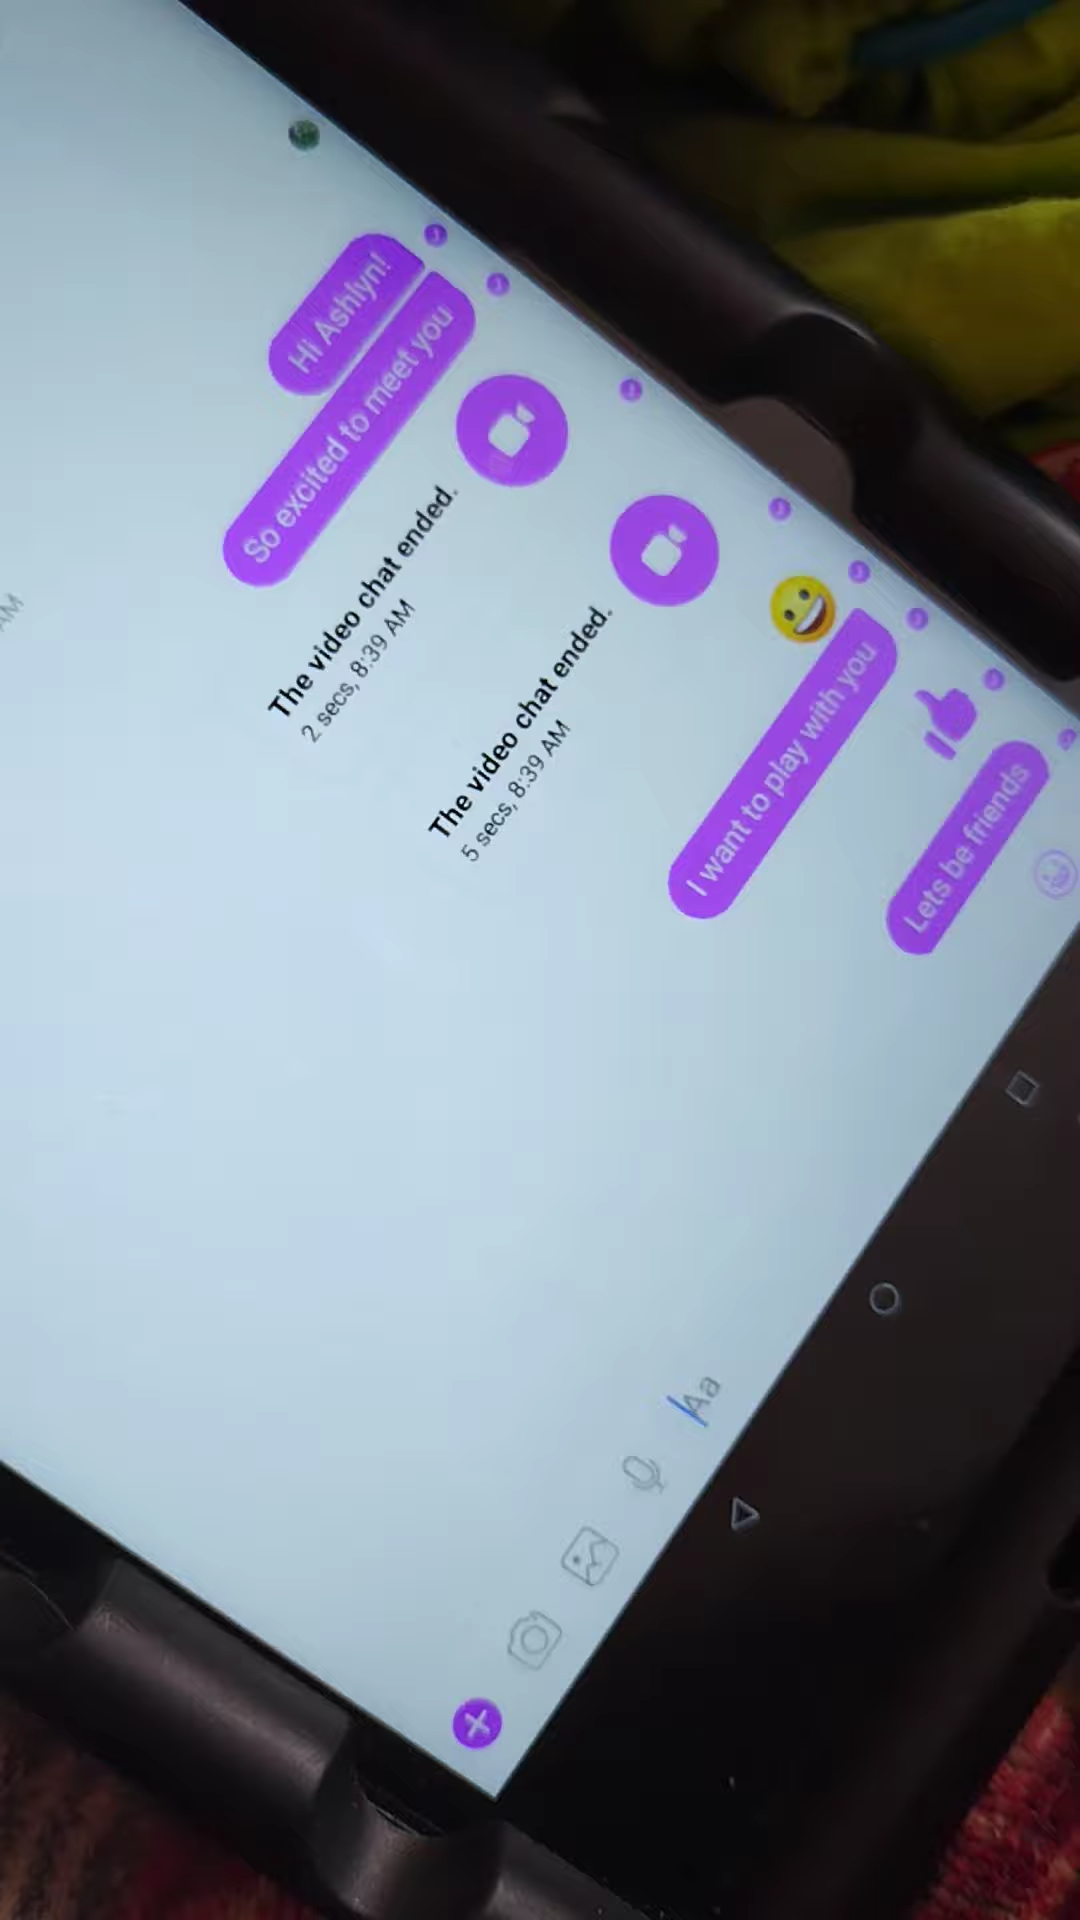 AM
Hi Ashlyn!
So excited to meet you
The video chat ended.
2 secs, 8:39 AM
The video chat ended.
5 secs, 8:39 AM
I want to play with you
Lets be friends
Aa